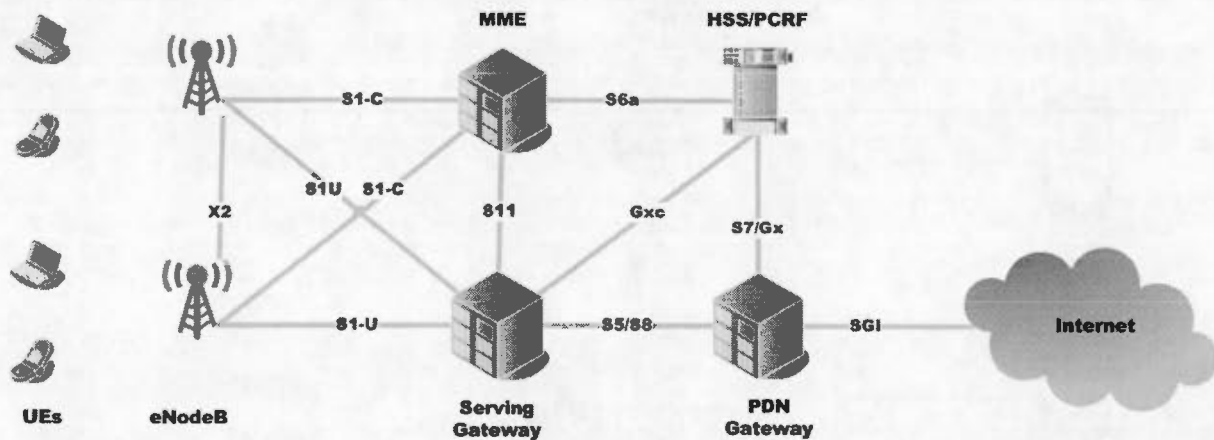 MME
HSS/PCRF
S1-C
S6a
S1U
S1-C
X2
S11
Gxc
S7/Gx
S1-U
S5/S8
SGI
Internet
UEs
eNodeB
Serving
Gateway
PDN
Gateway